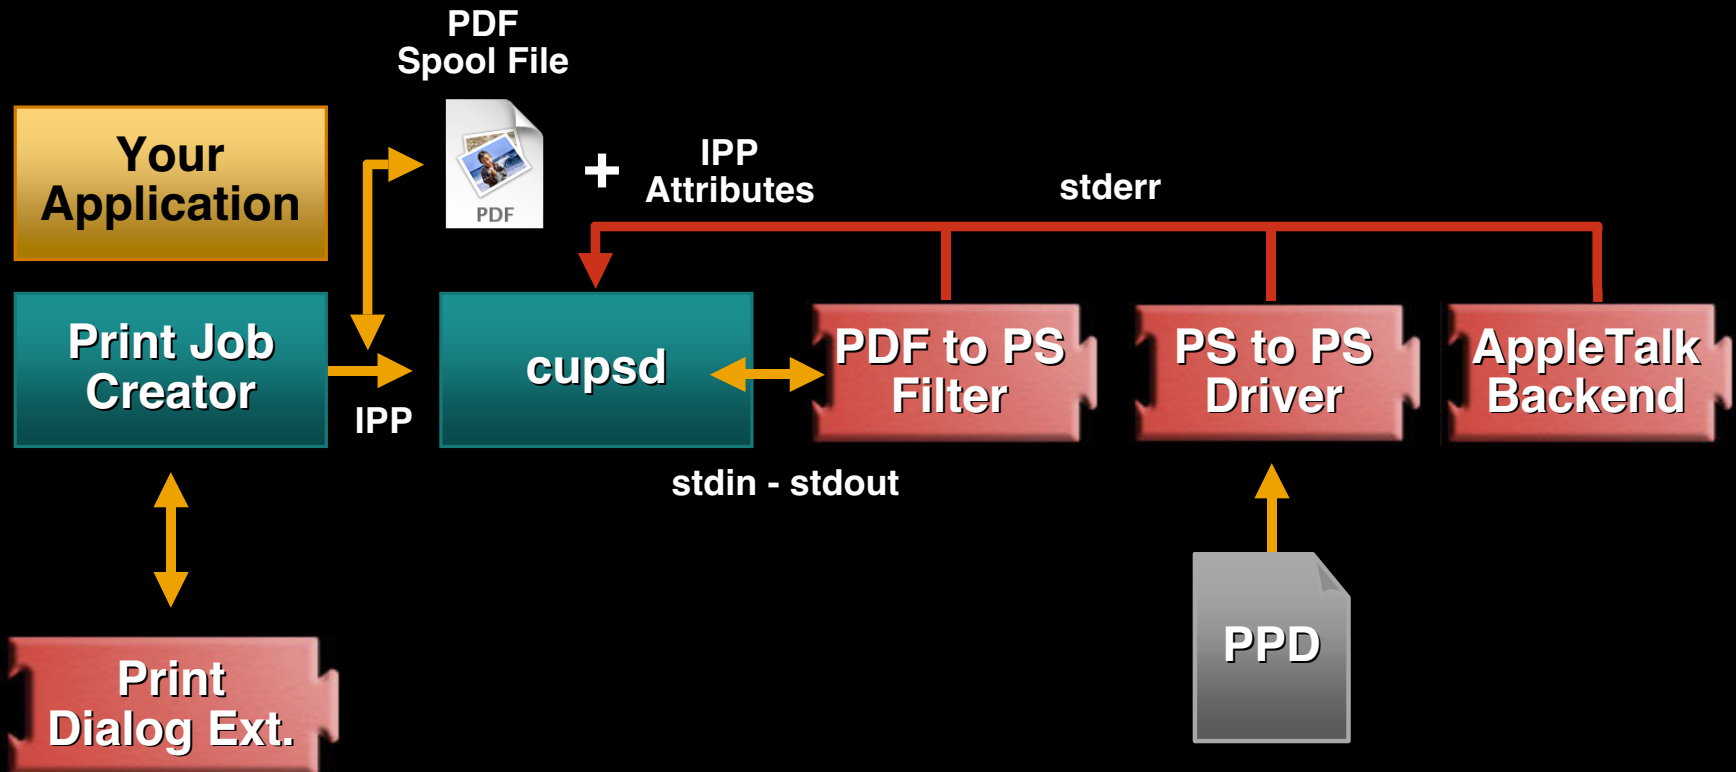 PDF
Spool File
Your
Application
PDF
IPP
Attributes
stderr
Print Job
Creator
IPP
cupsd
PDF to PS
Filter
PS to PS
Driver
AppleTalk
Backend
stdin - stdout
PPD
Print
Dialog Ext.